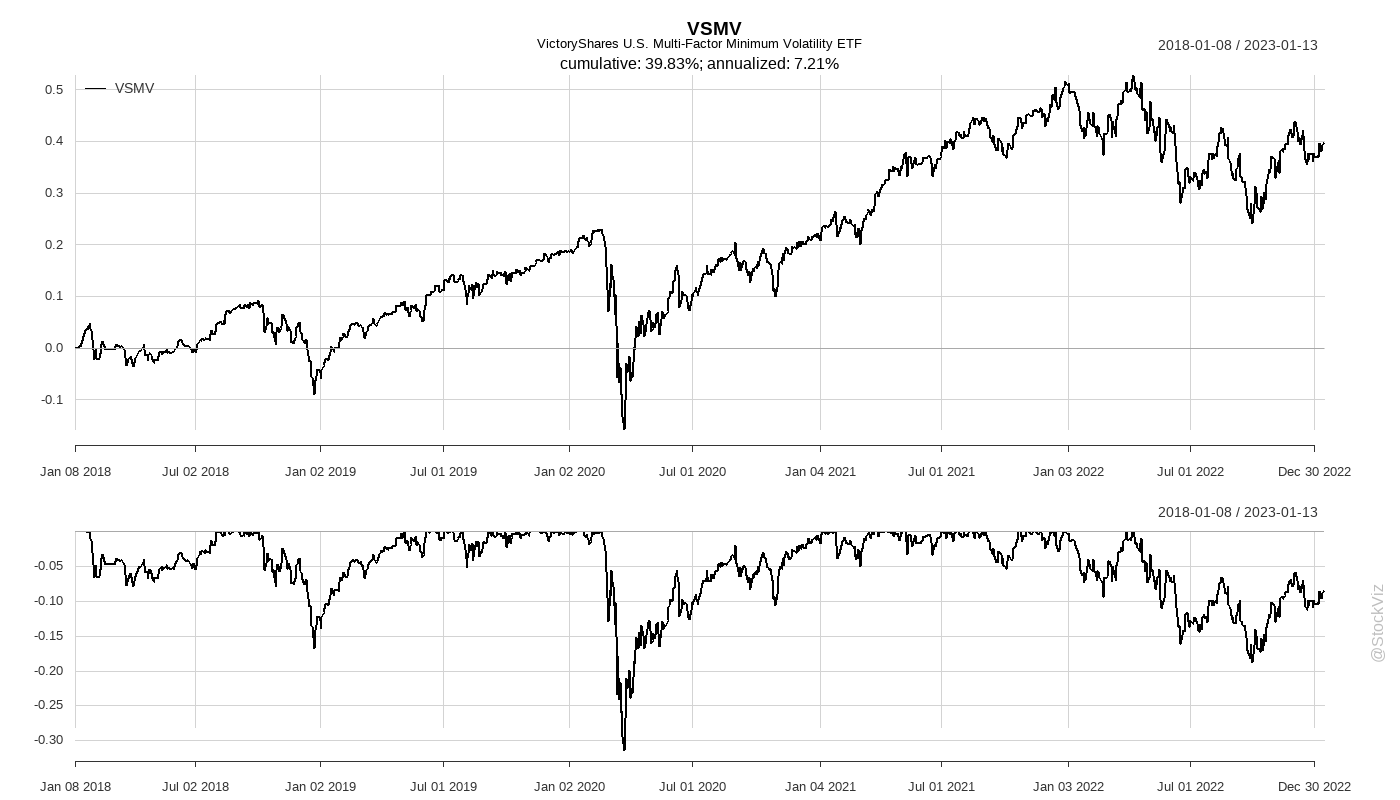 VSMV
VictoryShares U.S. Multi-Factor Minimum Volatility ETF
2018-01-08 / 2023-01-13
cumulative: 39.83%; annualized: 7.21%
VSMV
0.5
0.4
0.3
0.2
0.1
0.0
-0.1
Jan 08 2018 Jul 02 2018 Jan 02 2019 Jul 01 2019 Jan 02 2020 Jul 01 2020 Jan 04 2021 Jul 01 2021 Jan 03 2022 Jul 01 2022 Dec 30 2022
2018-01-08 / 2023-01-13
-0.05
-0.10
-0.15
-0.20
-0.25
-0.30
Jan 08 2018 Jul 02 2018 Jan 02 2019 Jul 01 2019 Jan 02 2020 Jul 01 2020 Jan 04 2021 Jul 01 2021 Jan 03 2022 Jul 01 2022 Dec 30 2022
@StockViz